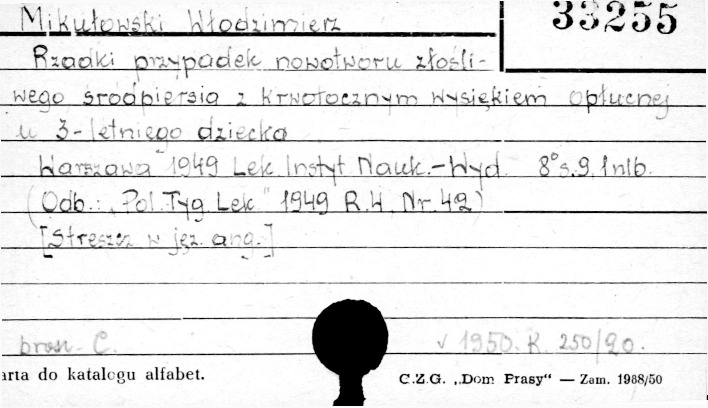 Mikułowski Włodzimierz
33255
Rzadki przypadek nowotworu złośli-
wego śródpiersia z krwotocznym wysiękiem opłucnej
u 3-letniego dziecka
Warszawa 1949 Lek. Instyt. Nauk.-Wyd. 8° s. 9, 1 nlb.
(Odb.: „Pol. Tyg. Lek." 1949 R.4, Nr. 42)
[Streszcz. w jęz. ang.]
brosz. C. v 1950. K. 250/20.
arta do katalogu alfabet. C.Z.G. „Dom Prasy“ — Zam. 1988/50